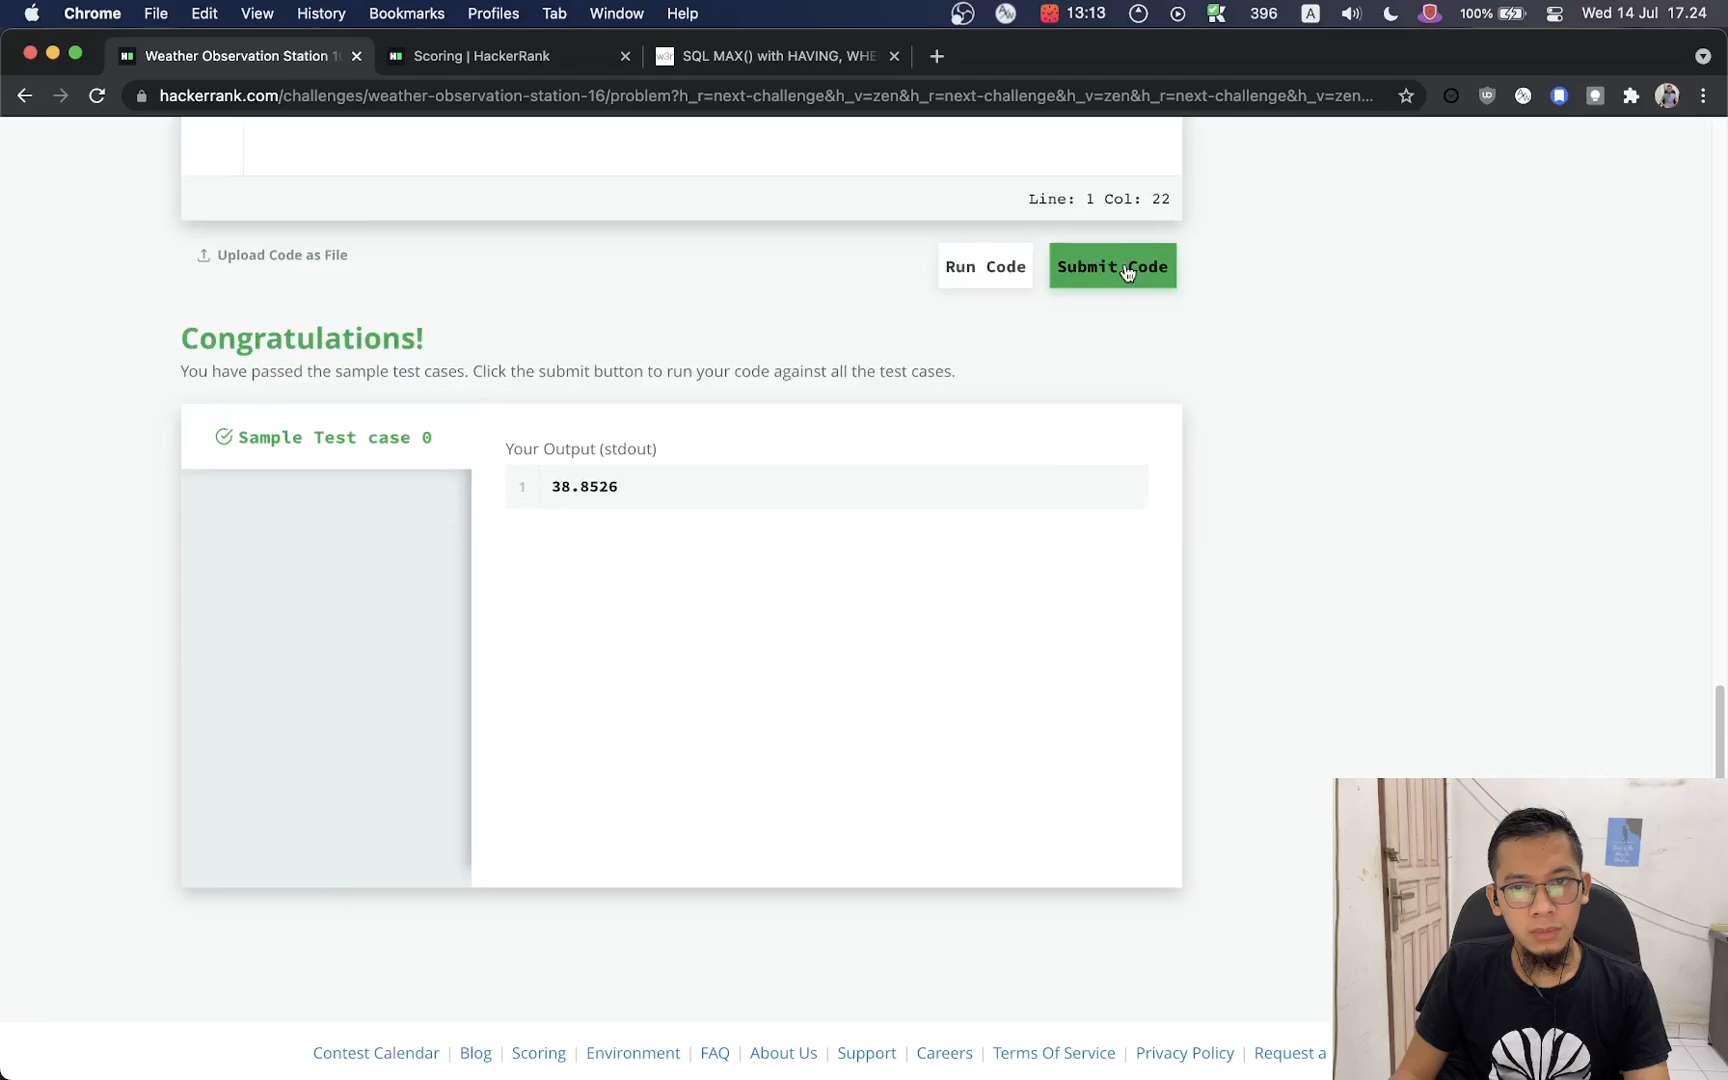 Chrome File Edit View History Bookmarks Profiles Tab Window Help 13:13 396 A 100% Wed 14 Jul 17.24
Weather Observation Station 1 Scoring | HackerRank SQL MAX() with HAVING, WHE
hackerrank.com/challenges/weather-observation-station-16/problem?h_r=next-challenge&h_v=zen&h_r=next-challenge&h_v=zen&h_r=next-challenge&h_v=zen...
Line: 1 Col: 22
Upload Code as File
Run Code Submit Code
Congratulations!
You have passed the sample test cases. Click the submit button to run your code against all the test cases.
Sample Test case 0
Your Output (stdout)
1 38.8526
Contest Calendar | Blog | Scoring | Environment | FAQ | About Us | Support | Careers | Terms Of Service | Privacy Policy | Request a